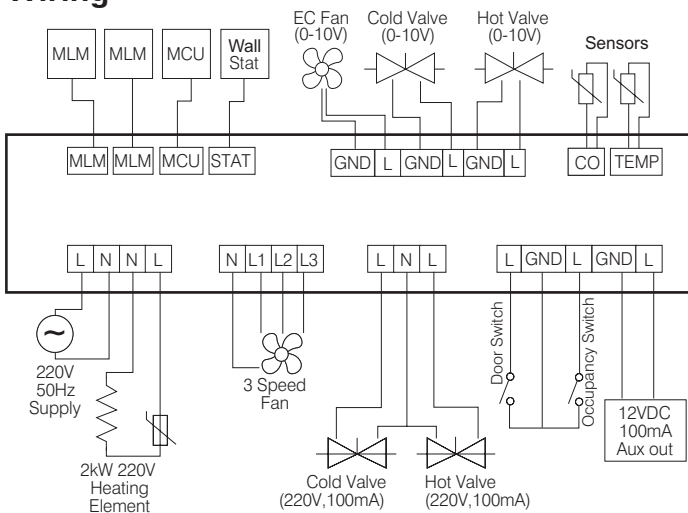 Wiring
EC Fan
(0-10V)
Cold Valve
(0-10V)
Hot Valve
(0-10V)
Sensors
MLM
MLM
MCU
Wall
Stat
MLM MLM MCU STAT
GND L GND L GND L
CO TEMP
L N N L
N L1 L2 L3
L N L
L GND L GND L
~
220V
50Hz
Supply
2kW 220V
Heating
Element
3 Speed
Fan
Cold Valve
(220V,100mA)
Hot Valve
(220V,100mA)
Door Switch
Occupancy Switch
12VDC
100mA
Aux out